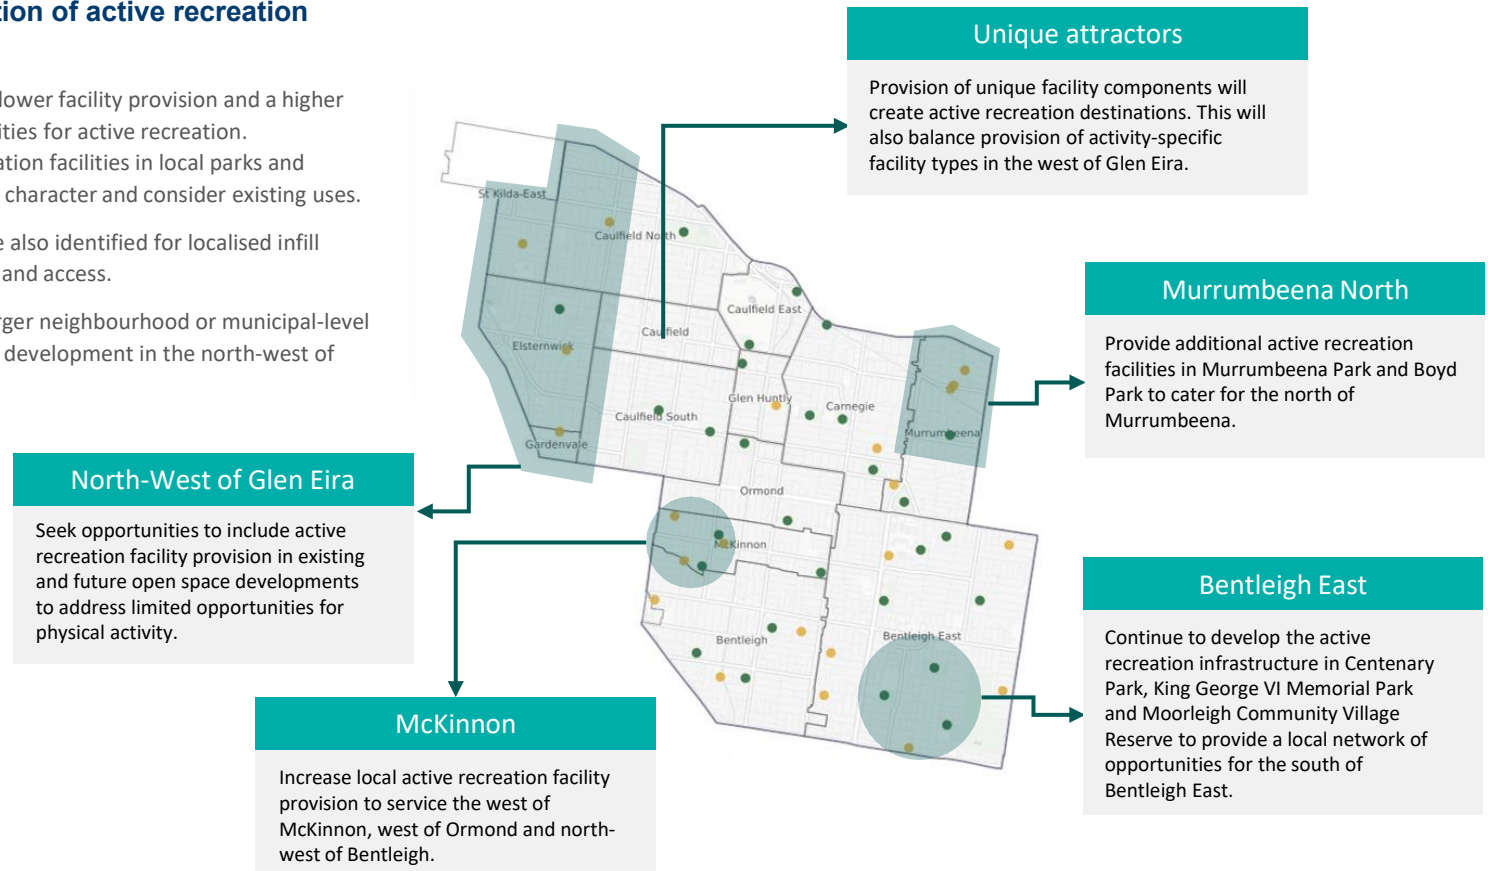 tion of active recreation
lower facility provision and a higher
ities for active recreation.
ation facilities in local parks and
character and consider existing uses.
e also identified for localised infill
and access.
rger neighbourhood or municipal-level
development in the north-west of
Unique attractors
Provision of unique facility components will
create active recreation destinations. This will
also balance provision of activity-specific
facility types in the west of Glen Eira.
St Kilda-East
Caulfield North
Caulfield East
Caulfield
Elsternwick
Glen Huntly
Carnegie
Caulfield South
Murrumbeena
Gardenvale
Ormond
McKinnon
Bentleigh
Bentleigh East
Murrumbeena North
Provide additional active recreation
facilities in Murrumbeena Park and Boyd
Park to cater for the north of
Murrumbeena.
North-West of Glen Eira
Seek opportunities to include active
recreation facility provision in existing
and future open space developments
to address limited opportunities for
physical activity.
Bentleigh East
Continue to develop the active
recreation infrastructure in Centenary
Park, King George VI Memorial Park
and Moorleigh Community Village
Reserve to provide a local network of
opportunities for the south of
Bentleigh East.
McKinnon
Increase local active recreation facility
provision to service the west of
McKinnon, west of Ormond and north-
west of Bentleigh.